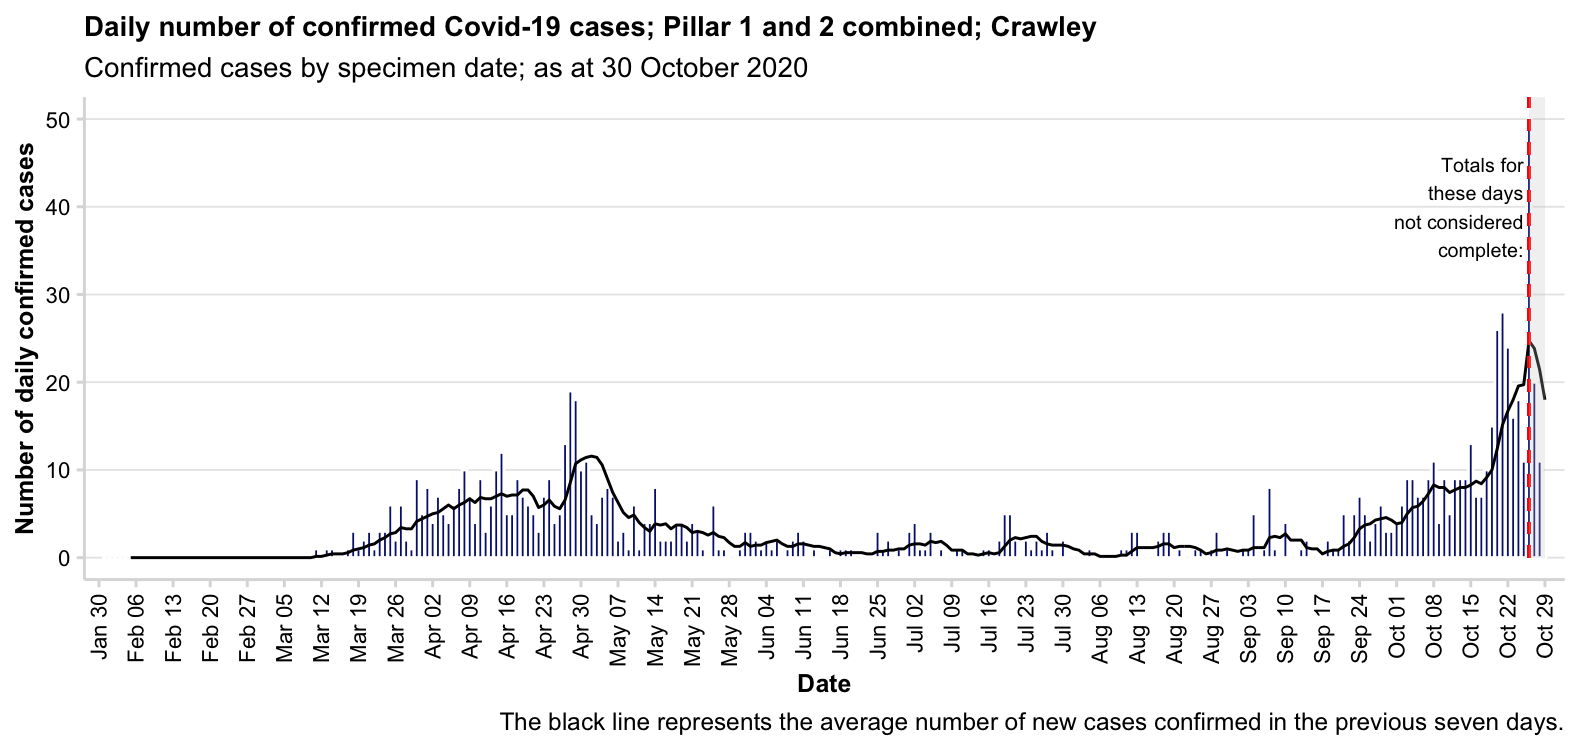 Daily number of confirmed Covid-19 cases; Pillar 1 and 2 combined; Crawley
Confirmed cases by specimen date; as at 30 October 2020
Number of daily confirmed cases
50
40
30
20
10
0
Totals for
these days
not considered
complete:
Jan 30
Feb 06
Feb 13
Feb 20
Feb 27
Mar 05
Mar 12
Mar 19
Mar 26
Apr 02
Apr 09
Apr 16
Apr 23
Apr 30
May 07
May 14
May 21
May 28
Jun 04
Jun 11
Jun 18
Jun 25
Jul 02
Jul 09
Jul 16
Jul 23
Jul 30
Aug 06
Aug 13
Aug 20
Aug 27
Sep 03
Sep 10
Sep 17
Sep 24
Oct 01
Oct 08
Oct 15
Oct 22
Oct 29
Date
The black line represents the average number of new cases confirmed in the previous seven days.